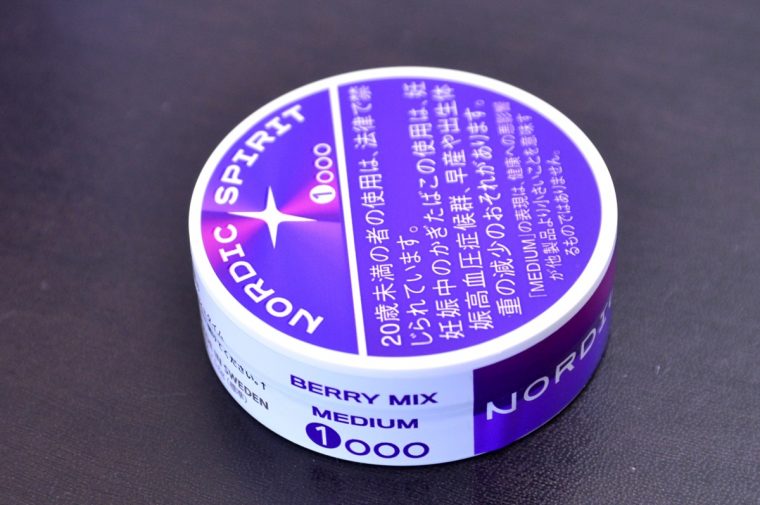 NORDIC SPIRIT
1000
20歳未満の者の使用は、法律で禁
じられています。
妊娠中のかぎたばこの使用は、妊
娠高血圧症候群、早産や出生体
重の減少のおそれがあります。
「MEDIUM」の表現は、健康への悪影響
が他製品より小さいことを意味す
るものではありません。
BERRY MIX
MEDIUM
1000
NORDIC
IN SWEDEN